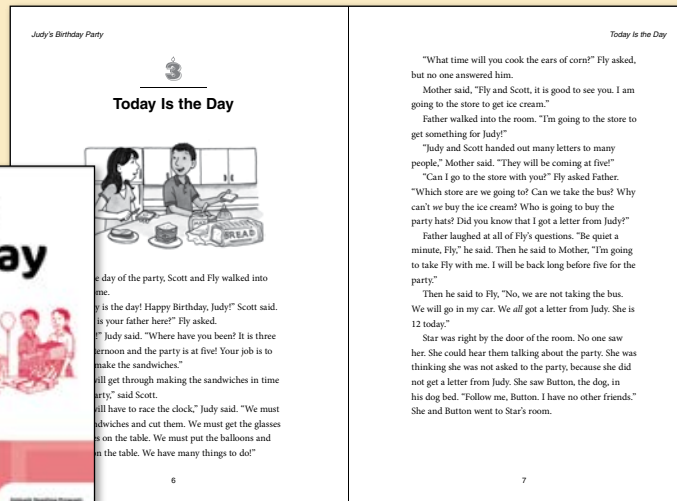 Judy's Birthday Party
3
Today Is the Day
BREAD
e day of the party, Scott and Fly walked into
me.
y is the day! Happy Birthday, Judy!” Scott said.
is your father here?” Fly asked.
!” Judy said. “Where have you been? It is three
ternoon and the party is at five! Your job is to
make the sandwiches.”
will get through making the sandwiches in time
arty,” said Scott.
will have to race the clock,” Judy said. “We must
ndwiches and cut them. We must get the glasses
es on the table. We must put the balloons and
on the table. We have many things to do!”
6
ay
Today Is the Day
“What time will you cook the ears of corn?” Fly asked,
but no one answered him.
Mother said, “Fly and Scott, it is good to see you. I am
going to the store to get ice cream.”
Father walked into the room. “I'm going to the store to
get something for Judy!”
“Judy and Scott handed out many letters to many
people,” Mother said. “They will be coming at five!”
“Can I go to the store with you?” Fly asked Father.
“Which store are we going to? Can we take the bus? Why
can't we buy the ice cream? Who is going to buy the
party hats? Did you know that I got a letter from Judy?”
Father laughed at all of Fly's questions. “Be quiet a
minute, Fly,” he said. Then he said to Mother, “I'm going
to take Fly with me. I will be back long before five for the
party.”
Then he said to Fly, “No, we are not taking the bus.
We will go in my car. We all got a letter from Judy. She is
12 today.”
Star was right by the door of the room. No one saw
her. She could hear them talking about the party. She was
thinking she was not asked to the party, because she did
not get a letter from Judy. She saw Button, the dog, in
his dog bed. “Follow me, Button. I have no other friends.”
She and Button went to Star's room.
7